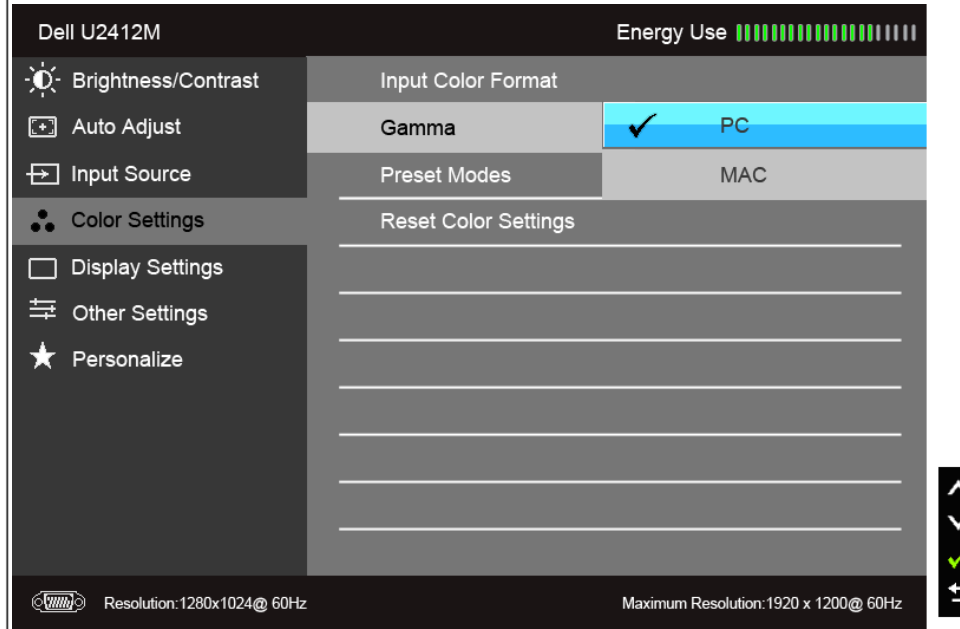 Dell U2412M Energy Use
Brightness/Contrast Input Color Format
Auto Adjust Gamma PC
Input Source Preset Modes MAC
Color Settings Reset Color Settings
Display Settings
Other Settings
Personalize
Resolution:1280x1024@ 60Hz Maximum Resolution:1920 x 1200@ 60Hz